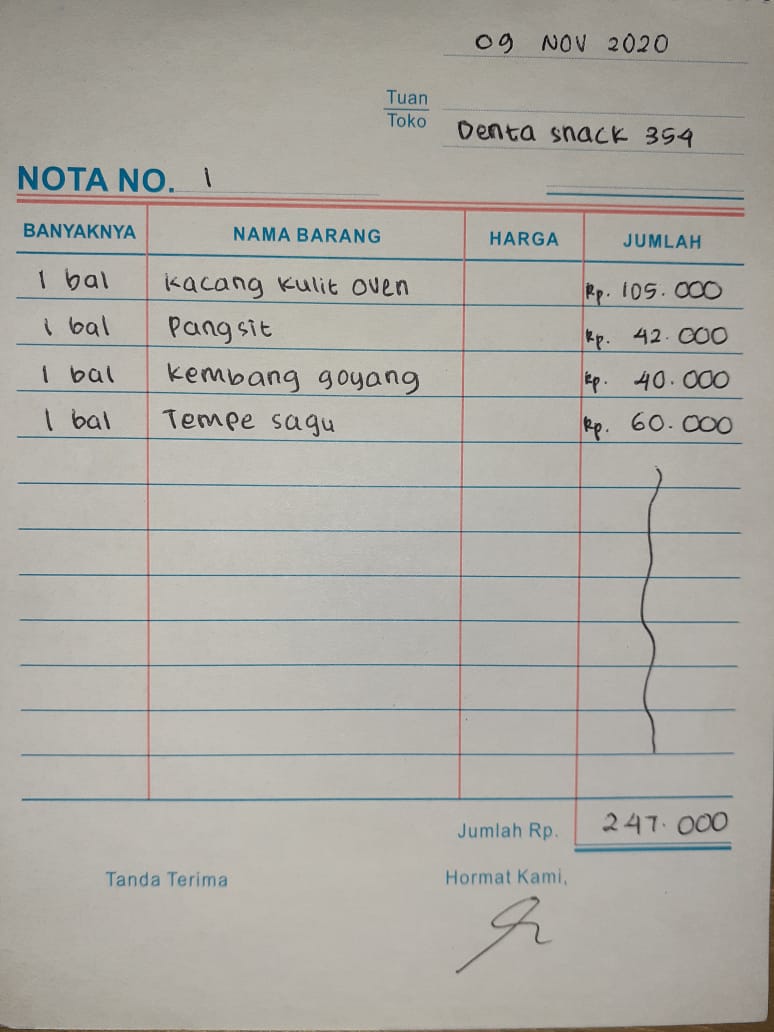 09 NOV 2020
Tuan
Toko
Denta snack 354
NOTA NO. 1
BANYAKNYA NAMA BARANG HARGA JUMLAH
1 bal Kacang Kulit oven Rp. 105.000
1 bal Pangsit Rp. 42.000
1 bal Kembang goyang Rp. 40.000
1 bal Tempe sagu Rp. 60.000
Jumlah Rp. 247.000
Tanda Terima Hormat Kami,